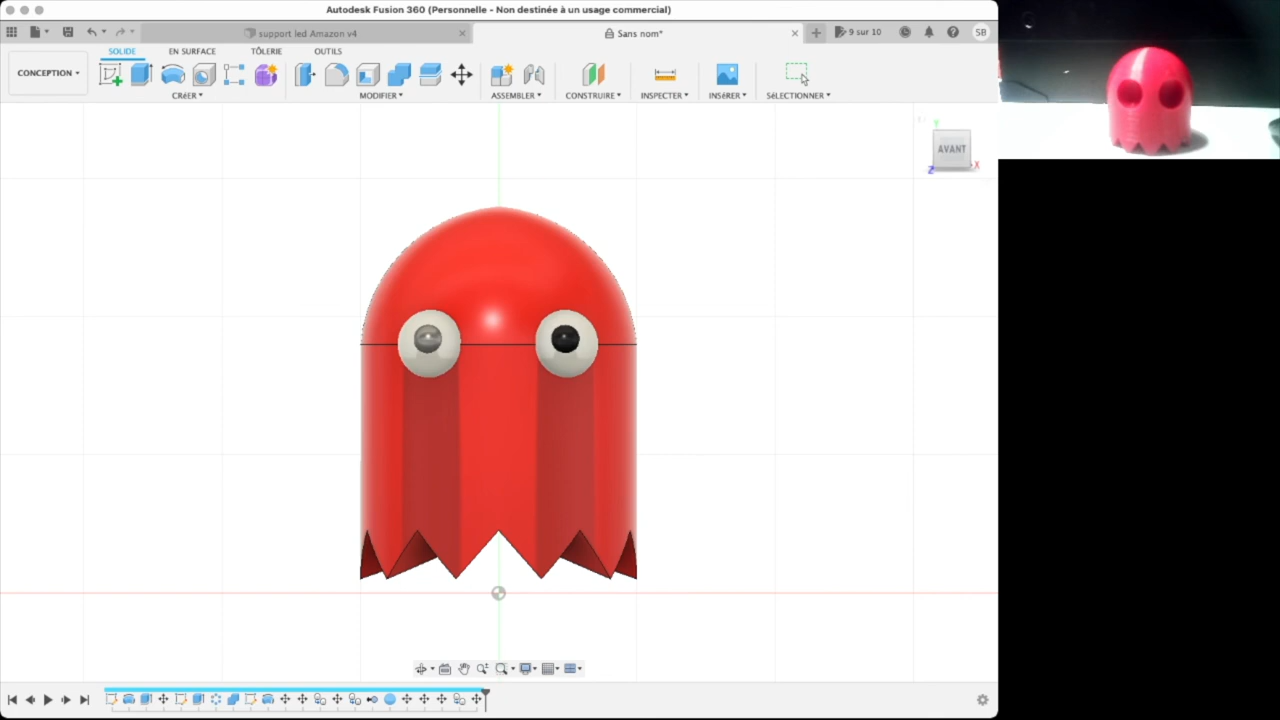 Autodesk Fusion 360 (Personnelle - Non destinée à un usage commercial)
support led Amazon v4
Sans nom*
9 sur 10
SB
CONCEPTION
SOLIDE
EN SURFACE
TÔLERIE
OUTILS
CRÉER
MODIFIER
ASSEMBLER
CONSTRUIRE
INSPECTER
INSÉRER
SÉLECTIONNER
Y
AVANT
Z
X